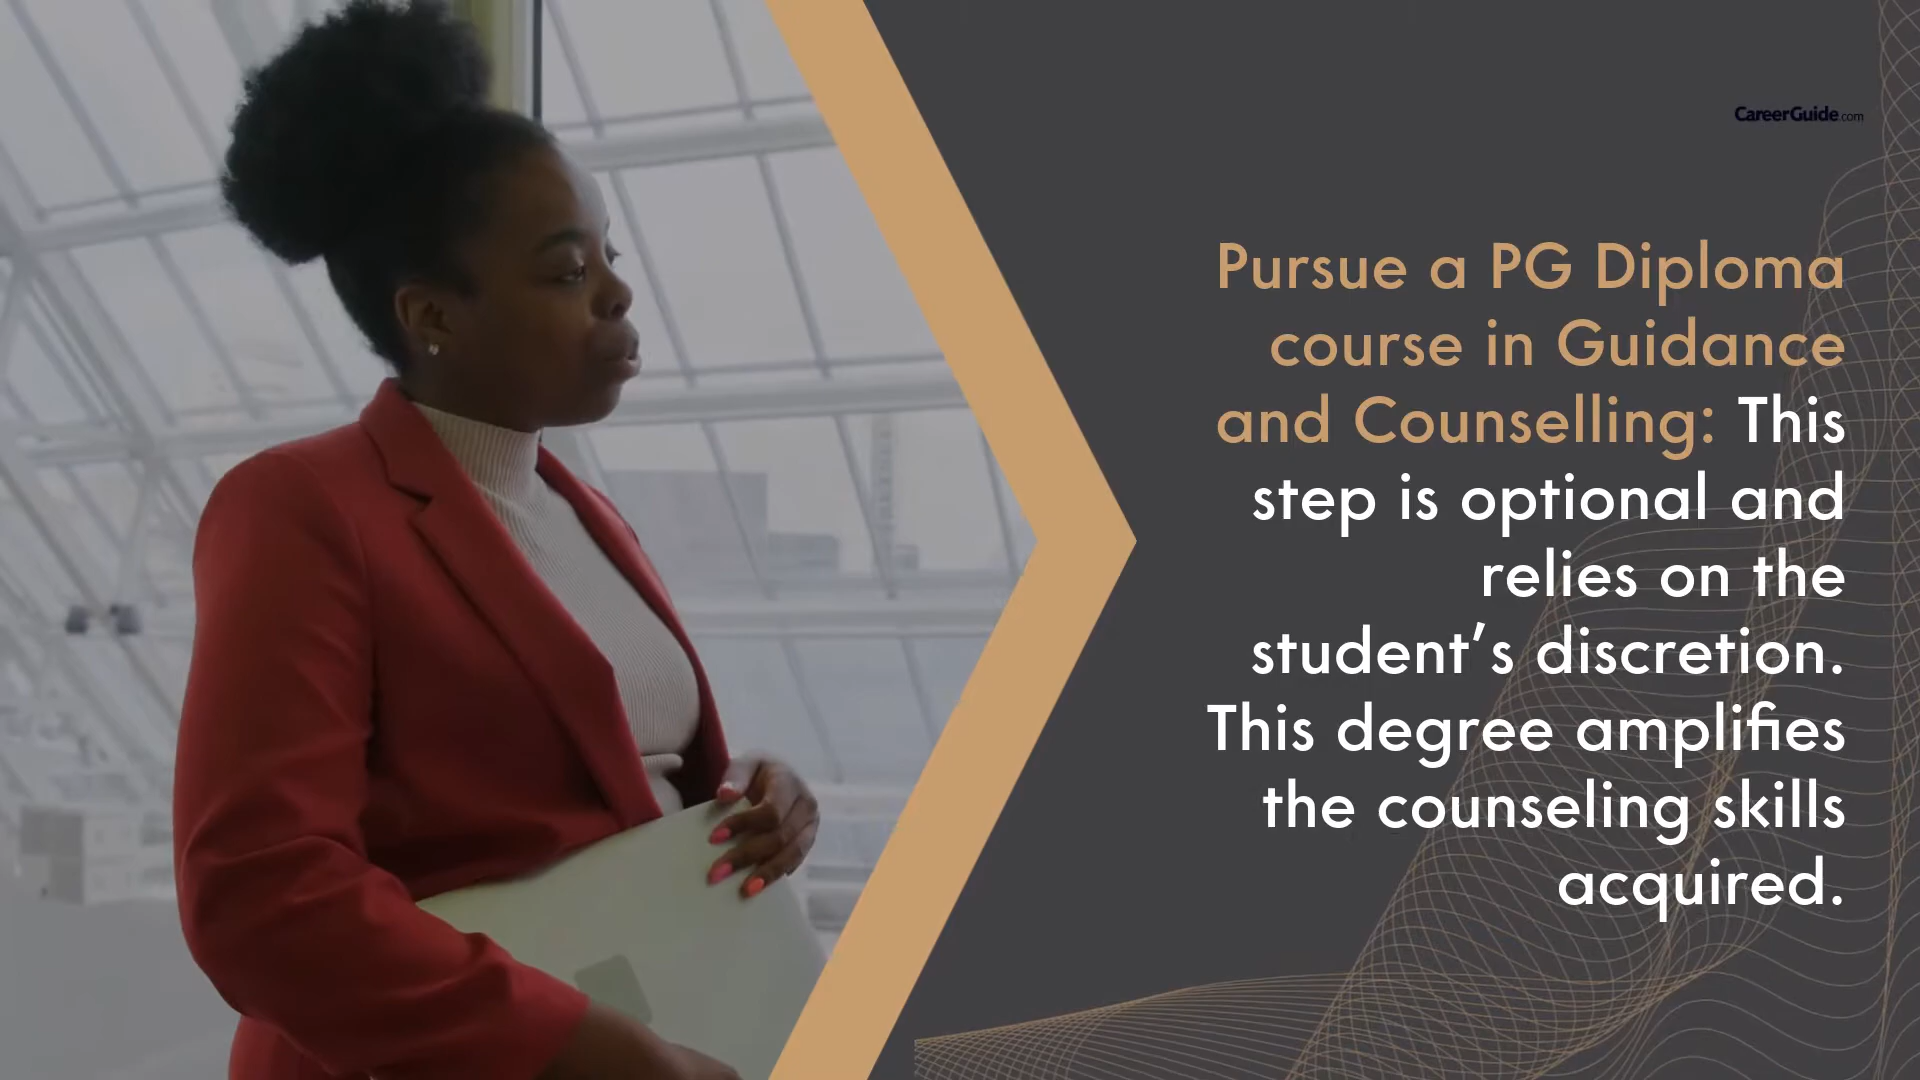 CareerGuide.com
Pursue a PG Diploma
course in Guidance
and Counselling: This
step is optional and
relies on the
student’s discretion.
This degree amplifies
the counseling skills
acquired.